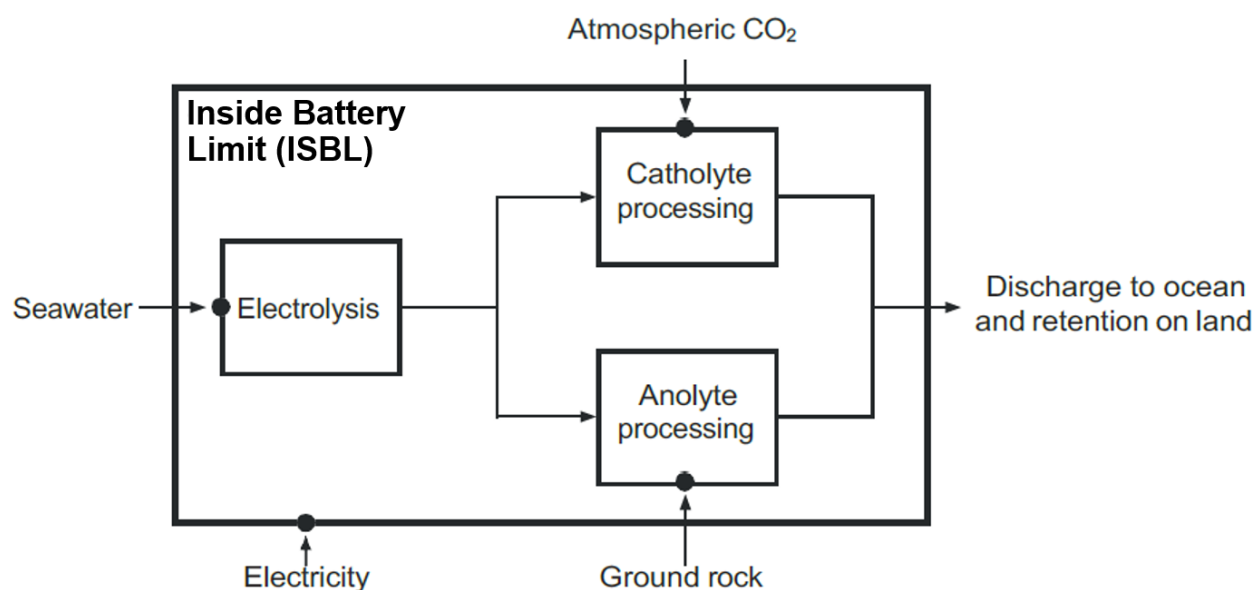 Atmospheric CO₂
Inside Battery
Limit (ISBL)
Catholyte
processing
Seawater
Electrolysis
Discharge to ocean
and retention on land
Anolyte
processing
Electricity
Ground rock